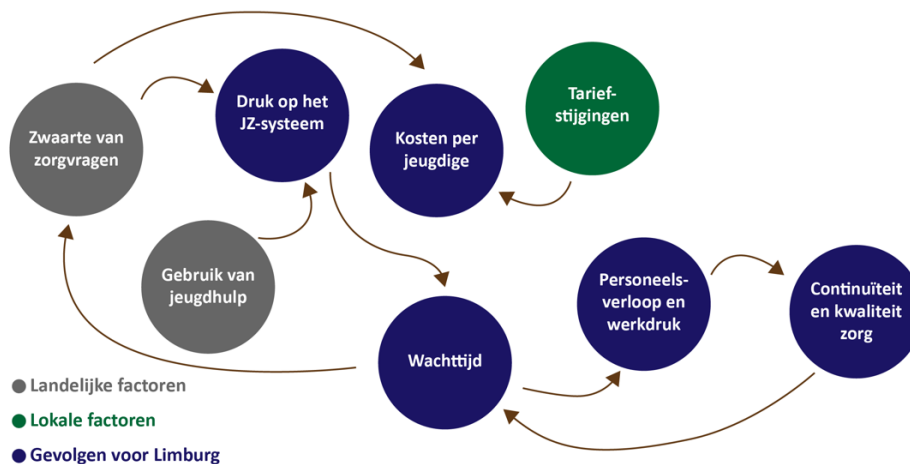 Zwaarte van
zorgvragen
Druk op het
JZ-systeem
Kosten per
jeugdige
Tarief-
stijgingen
Gebruik van
jeugdhulp
Wachttijd
Personeels-
verloop en
werkdruk
Continuïteit
en kwaliteit
zorg
Landelijke factoren
Lokale factoren
Gevolgen voor Limburg